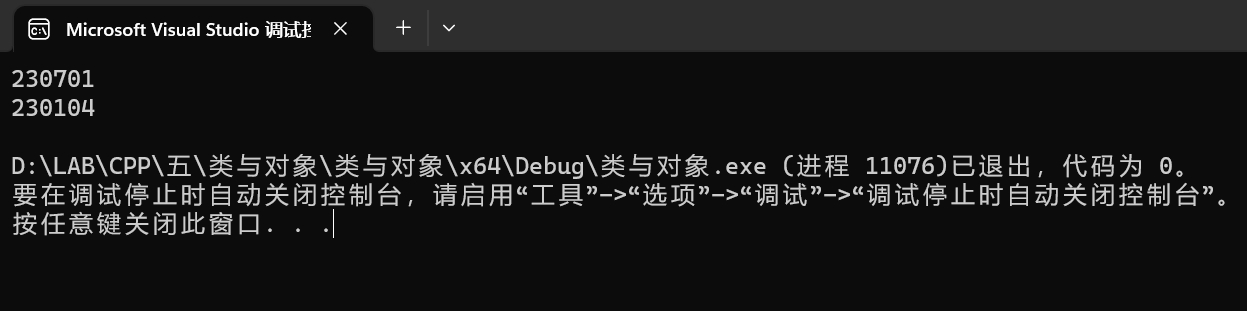 Microsoft Visual Studio 调试控
230701
230104
D:\LAB\CPP\五\类与对象\类与对象\x64\Debug\类与对象.exe (进程 11076)已退出，代码为 0。
要在调试停止时自动关闭控制台，请启用“工具”->“选项”->“调试”->“调试停止时自动关闭控制台”。
按任意键关闭此窗口. . .